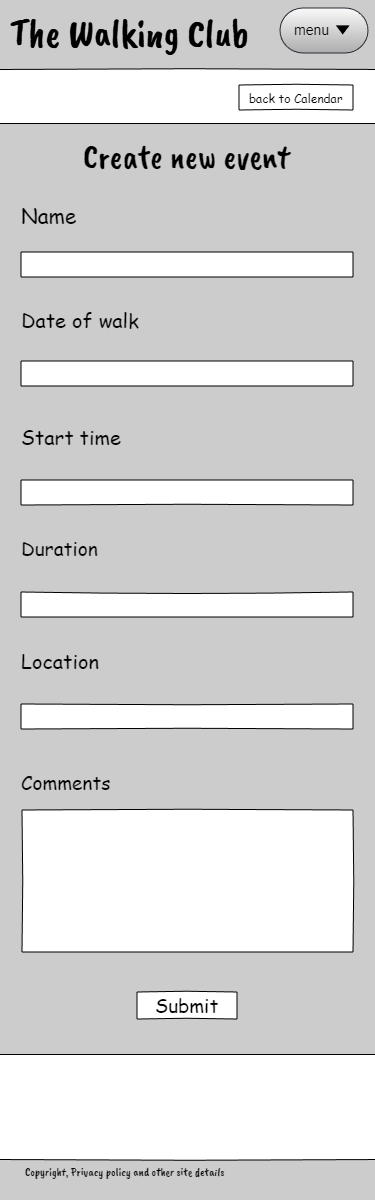 The Walking Club
menu
back to Calendar
Create new event
Name
Date of walk
Start time
Duration
Location
Comments
Submit
Copyright, Privacy policy and other site details